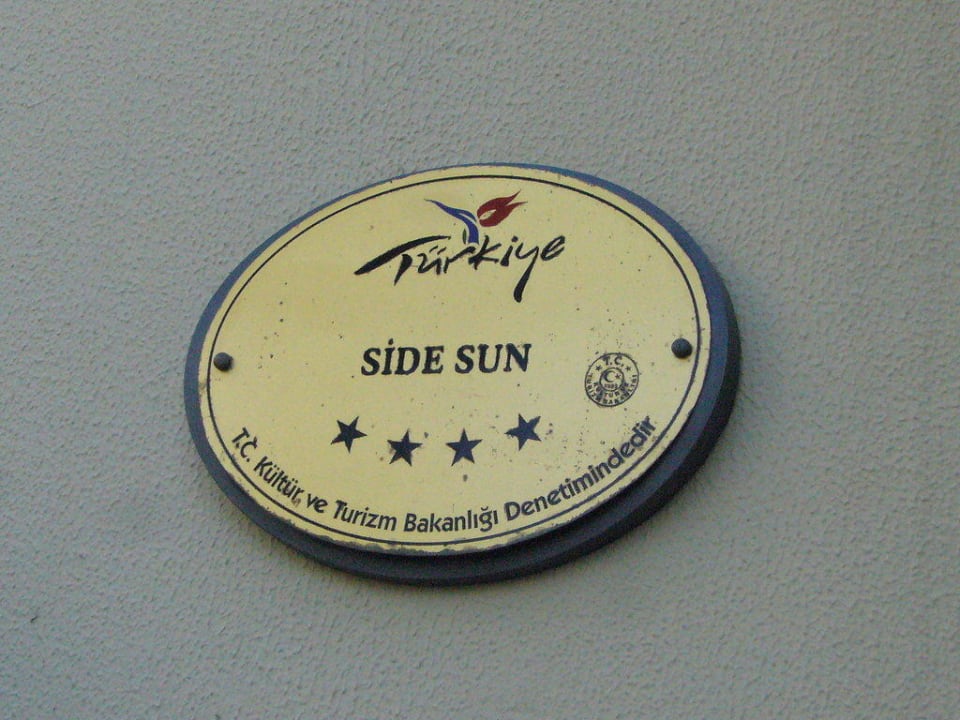 Türkiye
SİDE SUN
T.C.
T.C. Kültür ve Turizm Bakanlığı Denetimindedir